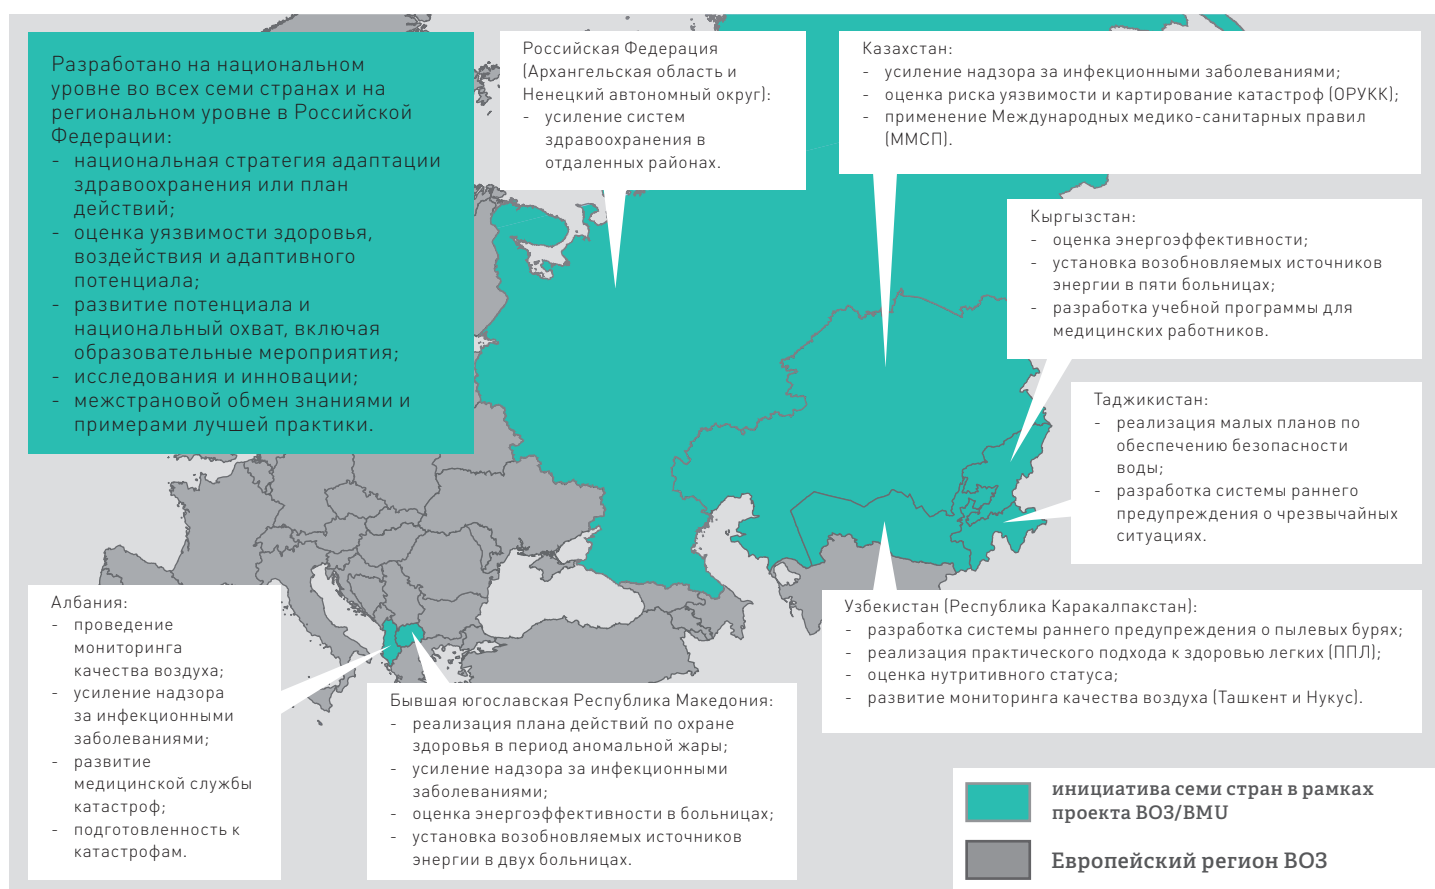 Разработано на национальном
уровне во всех семи странах и на
региональном уровне в Российской
Федерации:
- национальная стратегия адаптации
здравоохранения или план
действий;
- оценка уязвимости здоровья,
воздействия и адаптивного
потенциала;
- развитие потенциала и
национальный охват, включая
образовательные мероприятия;
- исследования и инновации;
- межстрановой обмен знаниями и
примерами лучшей практики.
Российская Федерация
(Архангельская область и
Ненецкий автономный округ):
- усиление систем
здравоохранения в
отдаленных районах.
Казахстан:
- усиление надзора за инфекционными заболеваниями;
- оценка риска уязвимости и картирование катастроф (ОРУКК);
- применение Международных медико-санитарных правил
(ММСП).
Кыргызстан:
- оценка энергоэффективности;
- установка возобновляемых источников
энергии в пяти больницах;
- разработка учебной программы для
медицинских работников.
Таджикистан:
- реализация малых планов по
обеспечению безопасности
воды;
- разработка системы раннего
предупреждения о чрезвычайных
ситуациях.
Узбекистан (Республика Каракалпакстан):
- разработка системы раннего предупреждения о пылевых бурях;
- реализация практического подхода к здоровью легких (ППЛ);
- оценка нутритивного статуса;
- развитие мониторинга качества воздуха (Ташкент и Нукус).
Албания:
- проведение
мониторинга
качества воздуха;
- усиление надзора
за инфекционными
заболеваниями;
- развитие
медицинской службы
катастроф;
- подготовленность к
катастрофам.
Бывшая югославская Республика Македония:
- реализация плана действий по охране
здоровья в период аномальной жары;
- усиление надзора за инфекционными
заболеваниями;
- оценка энергоэффективности в больницах;
- установка возобновляемых источников
энергии в двух больницах.
инициатива семи стран в рамках
проекта ВОЗ/BMU
Европейский регион ВОЗ